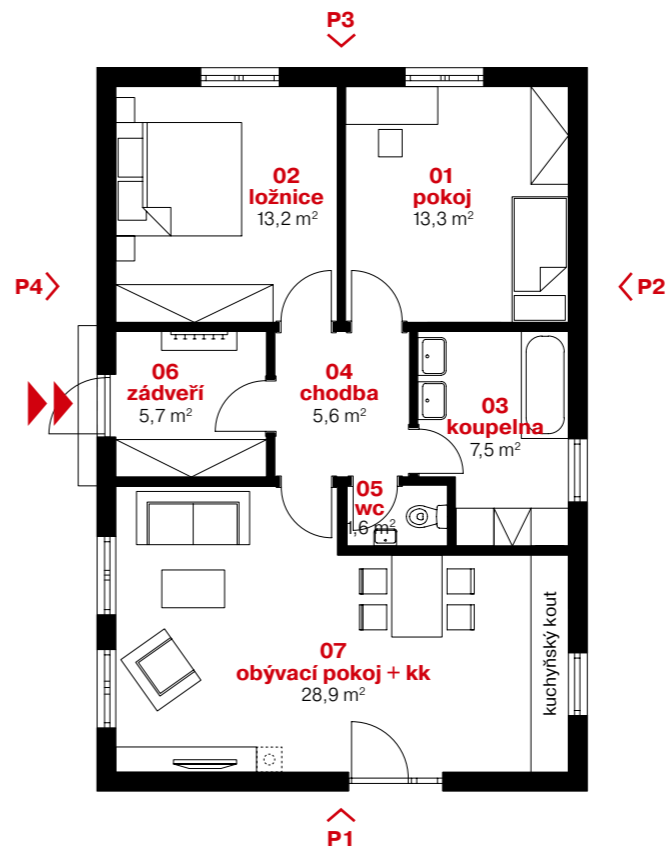 P3
02
ložnice
13,2 m²
01
pokoj
13,3 m²
P4
P2
06
zádveří
5,7 m²
04
chodba
5,6 m²
03
koupelna
7,5 m²
05
wc
1,6 m²
07
obývací pokoj + kk
28,9 m²
kuchyňský kout
P1